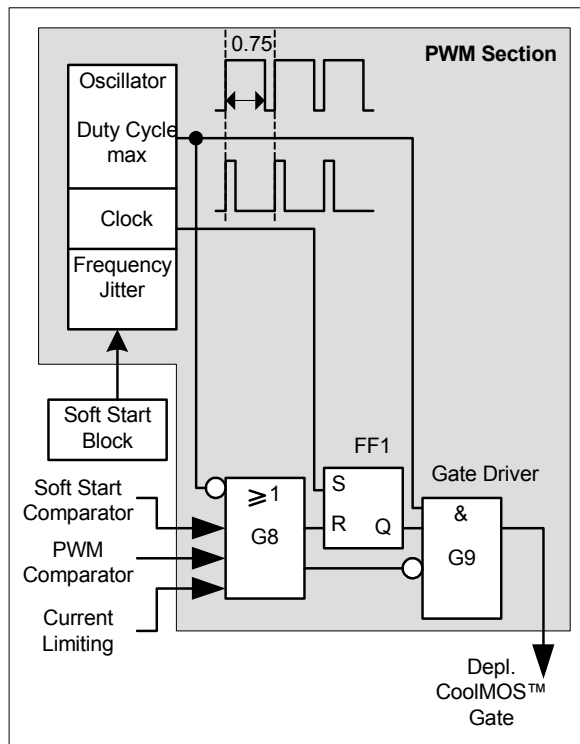 0.75
PWM Section
Oscillator
Duty Cycle
max
Clock
Frequency
Jitter
Soft Start
Block
FF1
Gate Driver
Soft Start
Comparator
PWM
Comparator
Current
Limiting
⩾1
G8
S
R
Q
&
G9
Depl.
CoolMOS™
Gate